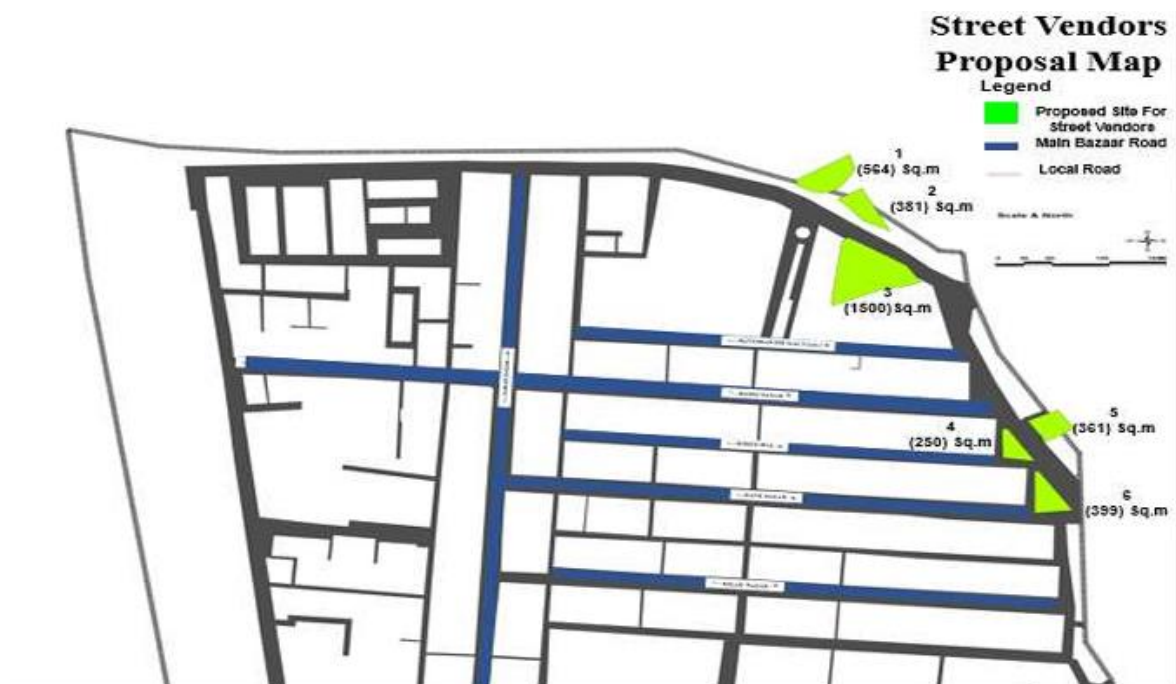 Street Vendors
Proposal Map
Legend
Proposed Site For
Street Vendors
Main Bazaar Road
Local Road
Scale & North
1
(564) Sq.m
2
(381) Sq.m
3
(1500)Sq.m
4
(250) Sq.m
5
(361) Sq.m
6
(399) Sq.m